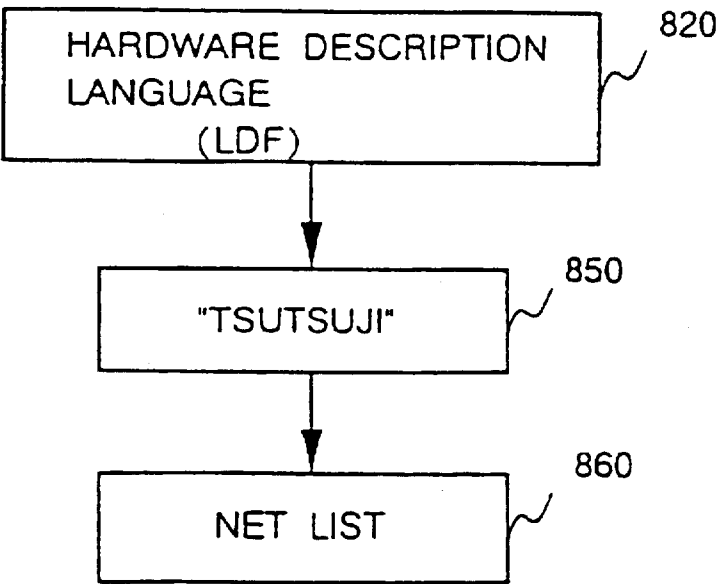 HARDWARE DESCRIPTION
LANGUAGE
(LDF)
820
"TSUTSUJI"
850
NET LIST
860